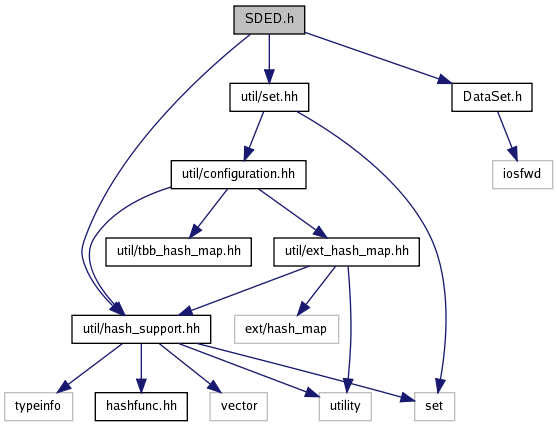 SDED.h
util/set.hh
DataSet.h
util/configuration.hh
iosfwd
util/tbb_hash_map.hh
util/ext_hash_map.hh
util/hash_support.hh
ext/hash_map
typeinfo
hashfunc.hh
vector
utility
set